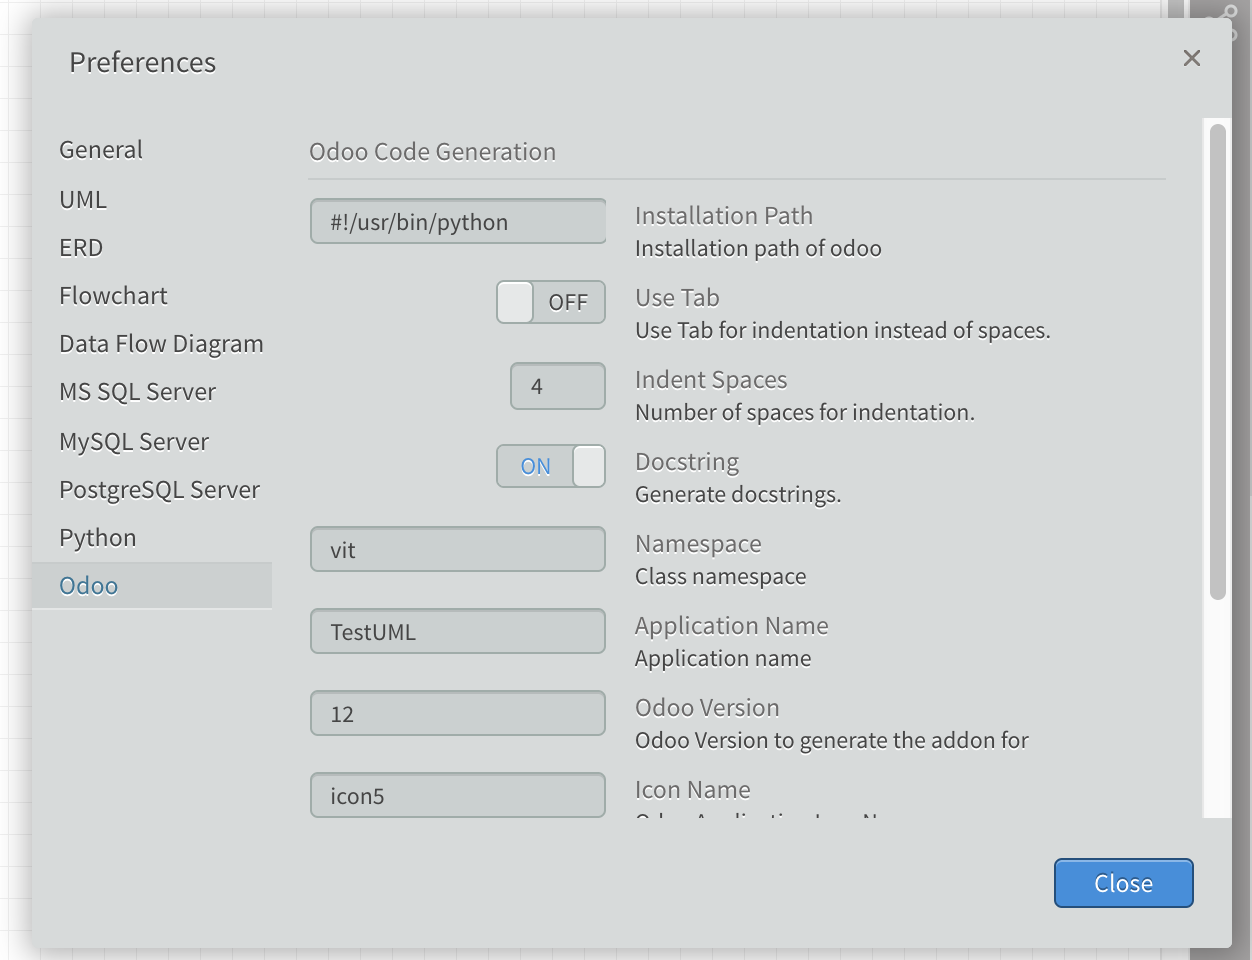 Preferences
General
UML
ERD
Flowchart
Data Flow Diagram
MS SQL Server
MySQL Server
PostgreSQL Server
Python
Odoo
Odoo Code Generation
#!/usr/bin/python
Installation Path
Installation path of odoo
OFF
Use Tab
Use Tab for indentation instead of spaces.
4
Indent Spaces
Number of spaces for indentation.
ON
Docstring
Generate docstrings.
vit
Namespace
Class namespace
TestUML
Application Name
Application name
12
Odoo Version
Odoo Version to generate the addon for
icon5
Icon Name
Close